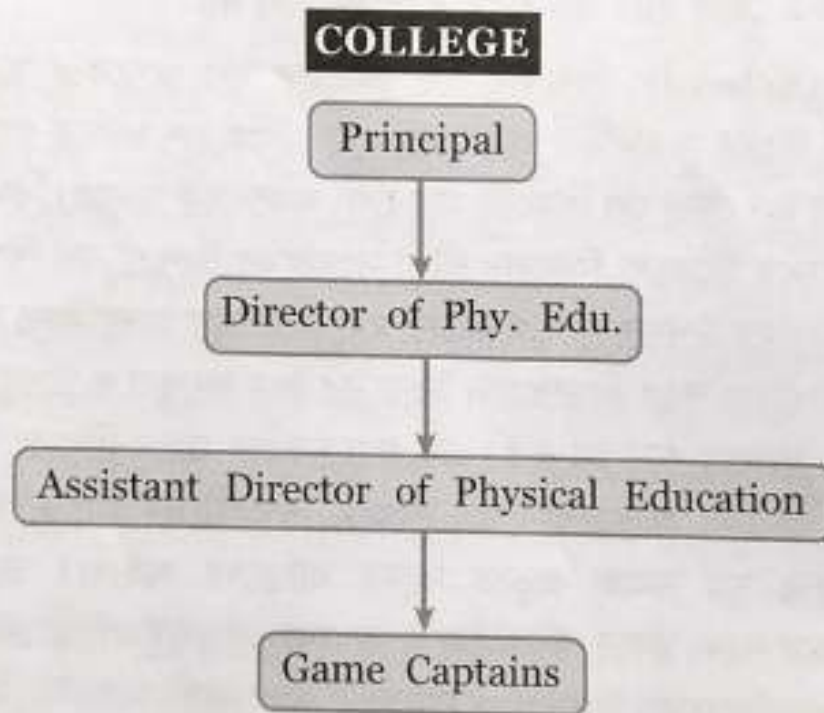 COLLEGE
Principal
Director of Phy. Edu.
Assistant Director of Physical Education
Game Captains